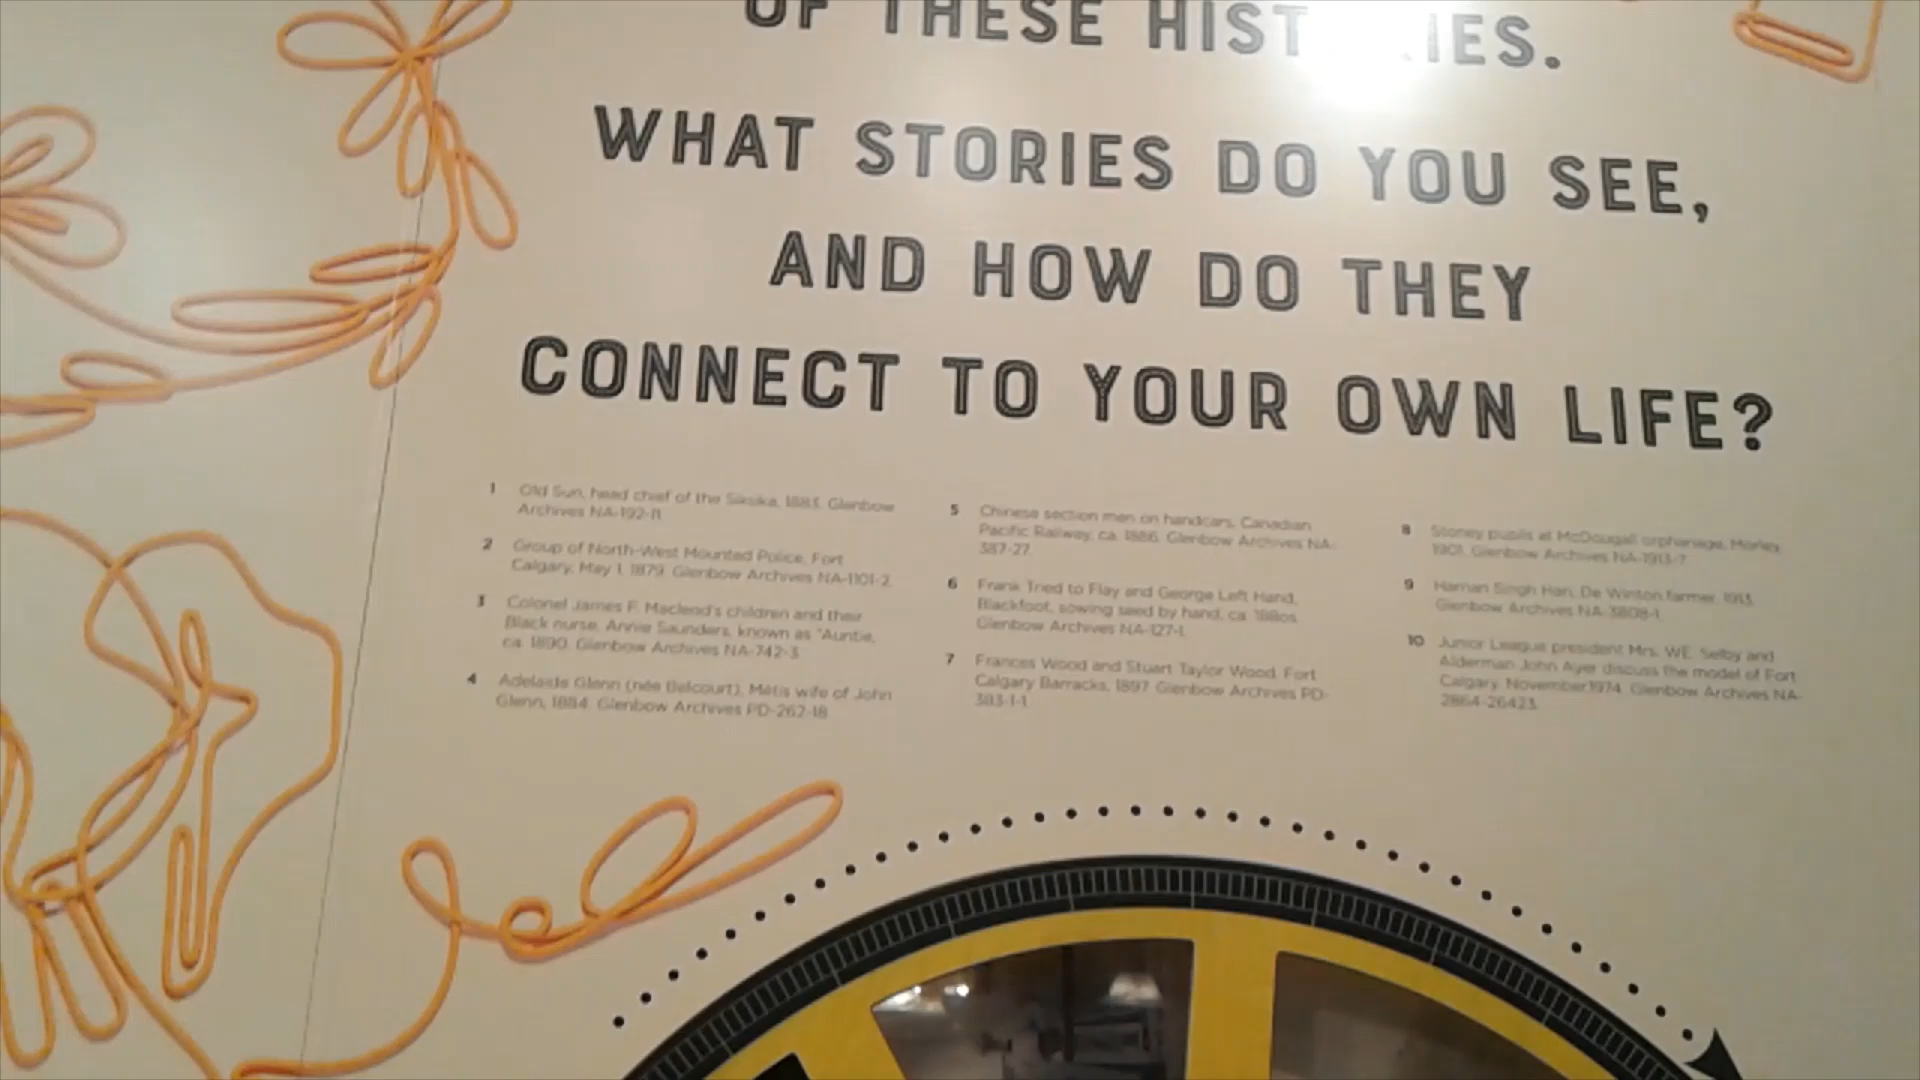 OF THESE HIST IES.
WHAT STORIES DO YOU SEE,
AND HOW DO THEY
CONNECT TO YOUR OWN LIFE?
1 Old Sun, head chief of the Siksika, 1883. Glenbow
Archives NA-192-11.
2 Group of North-West Mounted Police, Fort
Calgary, May 1, 1879. Glenbow Archives NA-1101-2.
3 Colonel James F. Macleod's children and their
Black nurse, Annie Saunders, known as "Auntie,
ca. 1890. Glenbow Archives NA-742-3.
4 Adelaide Glenn (née Belcourt), Métis wife of John
Glenn, 1884. Glenbow Archives PD-262-18.
5 Chinese section men on handcars, Canadian
Pacific Railway, ca. 1886. Glenbow Archives NA-
387-27.
6 Frank Tried to Flay and George Left Hand,
Blackfoot, sowing seed by hand, ca. 1880s.
Glenbow Archives NA-127-1.
7 Frances Wood and Stuart Taylor Wood, Fort
Calgary Barracks, 1897. Glenbow Archives PD-
383-1-1.
8 Stoney pupils at McDougall orphanage, Morley,
1901. Glenbow Archives NA-1913-7.
9 Harnan Singh Hari, De Winton farmer, 1913.
Glenbow Archives NA-3808-1.
10 Junior League president Mrs. W.E. Selby and
Alderman John Ayer discuss the model of Fort
Calgary, November 1974. Glenbow Archives NA-
2864-26423.